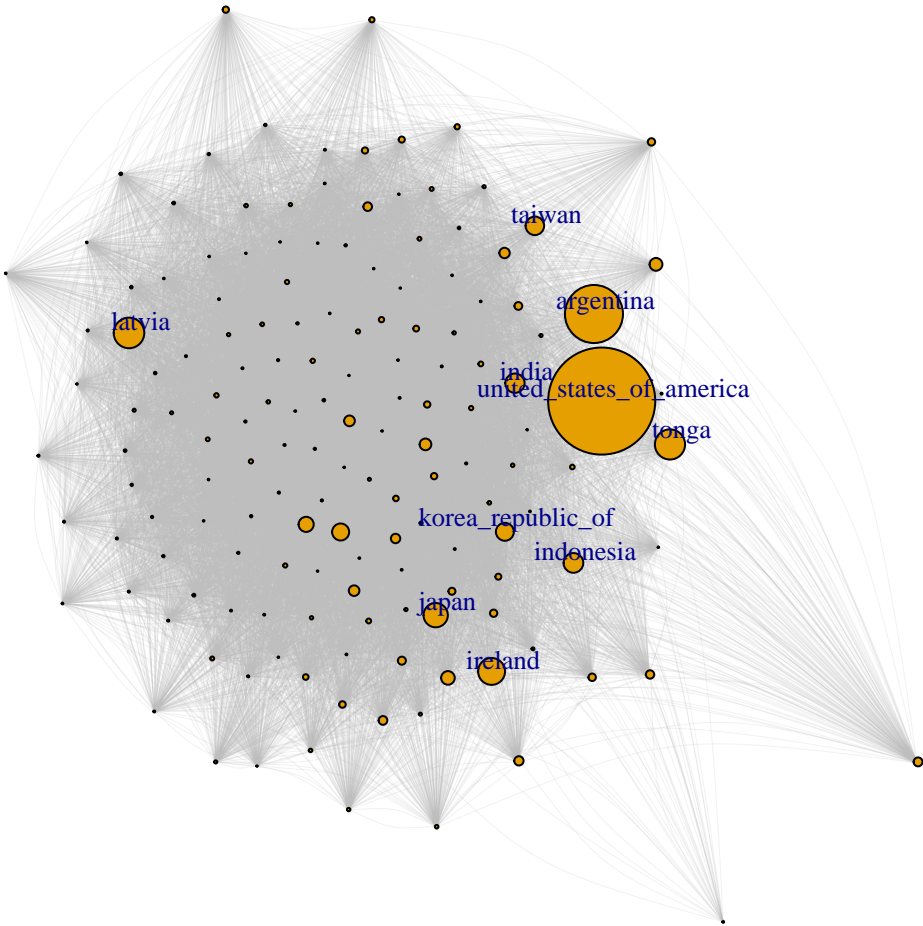 taiwan
argentina
latvia
india
united_states_of_america
tonga
korea_republic_of
indonesia
japan
ireland